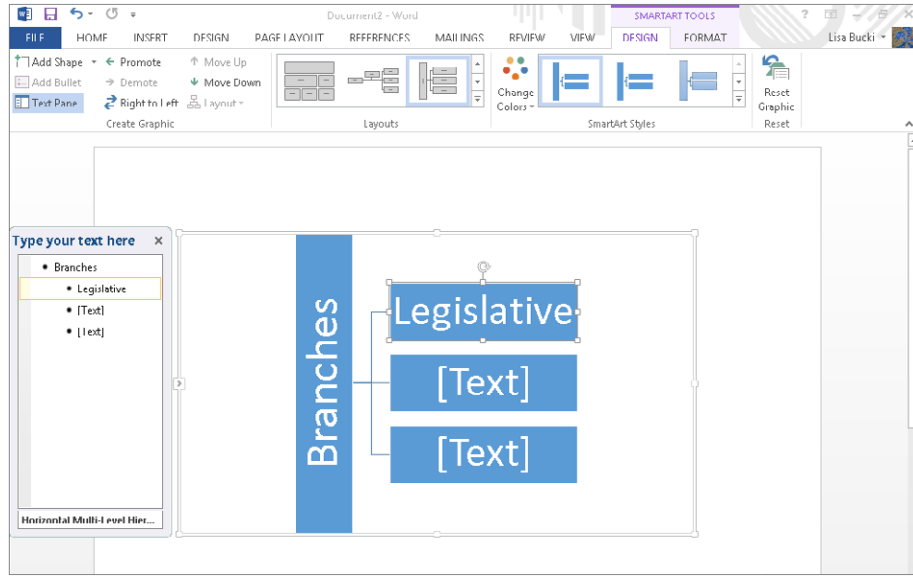 Document2 - Word
SMARTART TOOLS
?
FILE HOME INSERT DESIGN PAGE LAYOUT REFERENCES MAILINGS REVIEW VIEW DESIGN FORMAT Lisa Bucki
Add Shape Promote Move Up
Add Bullet Demote Move Down
Text Pane Right to Left Layout
Change
Colors
Reset
Graphic
Create Graphic Layouts SmartArt Styles Reset
Type your text here
Branches
Legislative
[Text]
[Text]
Horizontal Multi-Level Hier...
Branches
Legislative
[Text]
[Text]